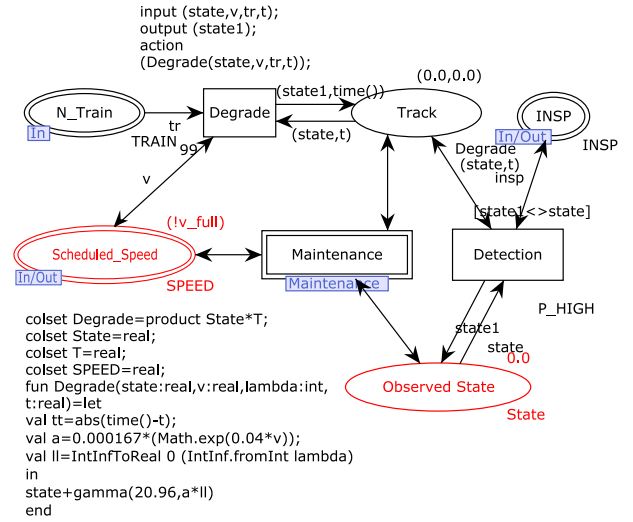 input (state,v,tr,t);
output (state1);
action
(Degrade(state,v,tr,t));
(0.0,0.0)
N_Train
In
tr
TRAIN
99
Degrade
(state1,time())
(state,t)
Track
Degrade
(state,t)
insp
INSP
In/Out
INSP
v
[state1<>state]
(!v_full)
Scheduled_Speed
In/Out
SPEED
Maintenance
Maintenance
Detection
P_HIGH
state1
state
0.0
Observed State
State
colset Degrade=product State*T;
colset State=real;
colset T=real;
colset SPEED=real;
fun Degrade(state:real,v:real,lambda:int,
t:real)=let
val tt=abs(time()-t);
val a=0.000167*(Math.exp(0.04*v));
val ll=IntInfToReal 0 (IntInf.fromInt lambda)
in
state+gamma(20.96,a*ll)
end